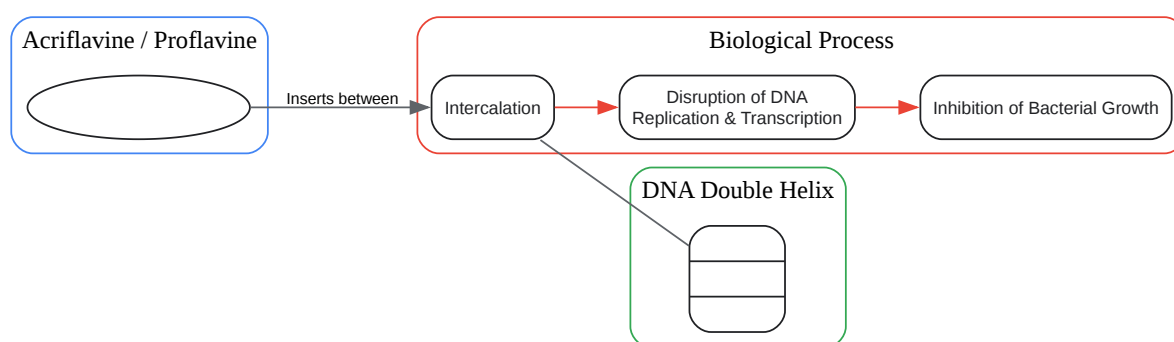 Acriflavine / Proflavine
Biological Process
Inserts between
Intercalation
Disruption of DNA
Replication & Transcription
Inhibition of Bacterial Growth
DNA Double Helix